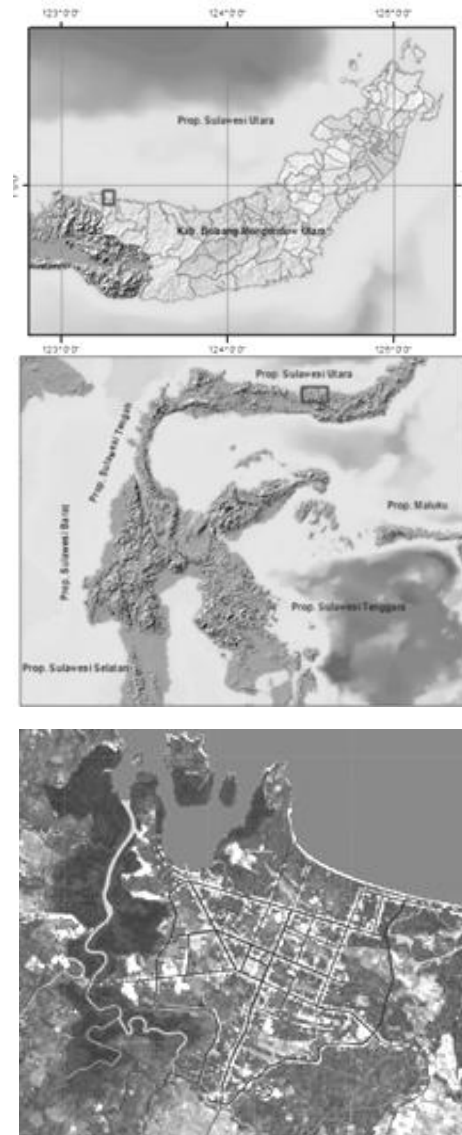 123°0'0"
124°0'0"
125°0'0"
Prop. Sulawesi Utara
Kab. Bolaang Mongondow Utara
123°0'0"
124°0'0"
125°0'0"
Prop. Sulawesi Utara
Prop. Sulawesi Tengah
Prop. Sulawesi Barat
Prop. Maluku
Prop. Sulawesi Tenggara
Prop. Sulawesi Selatan